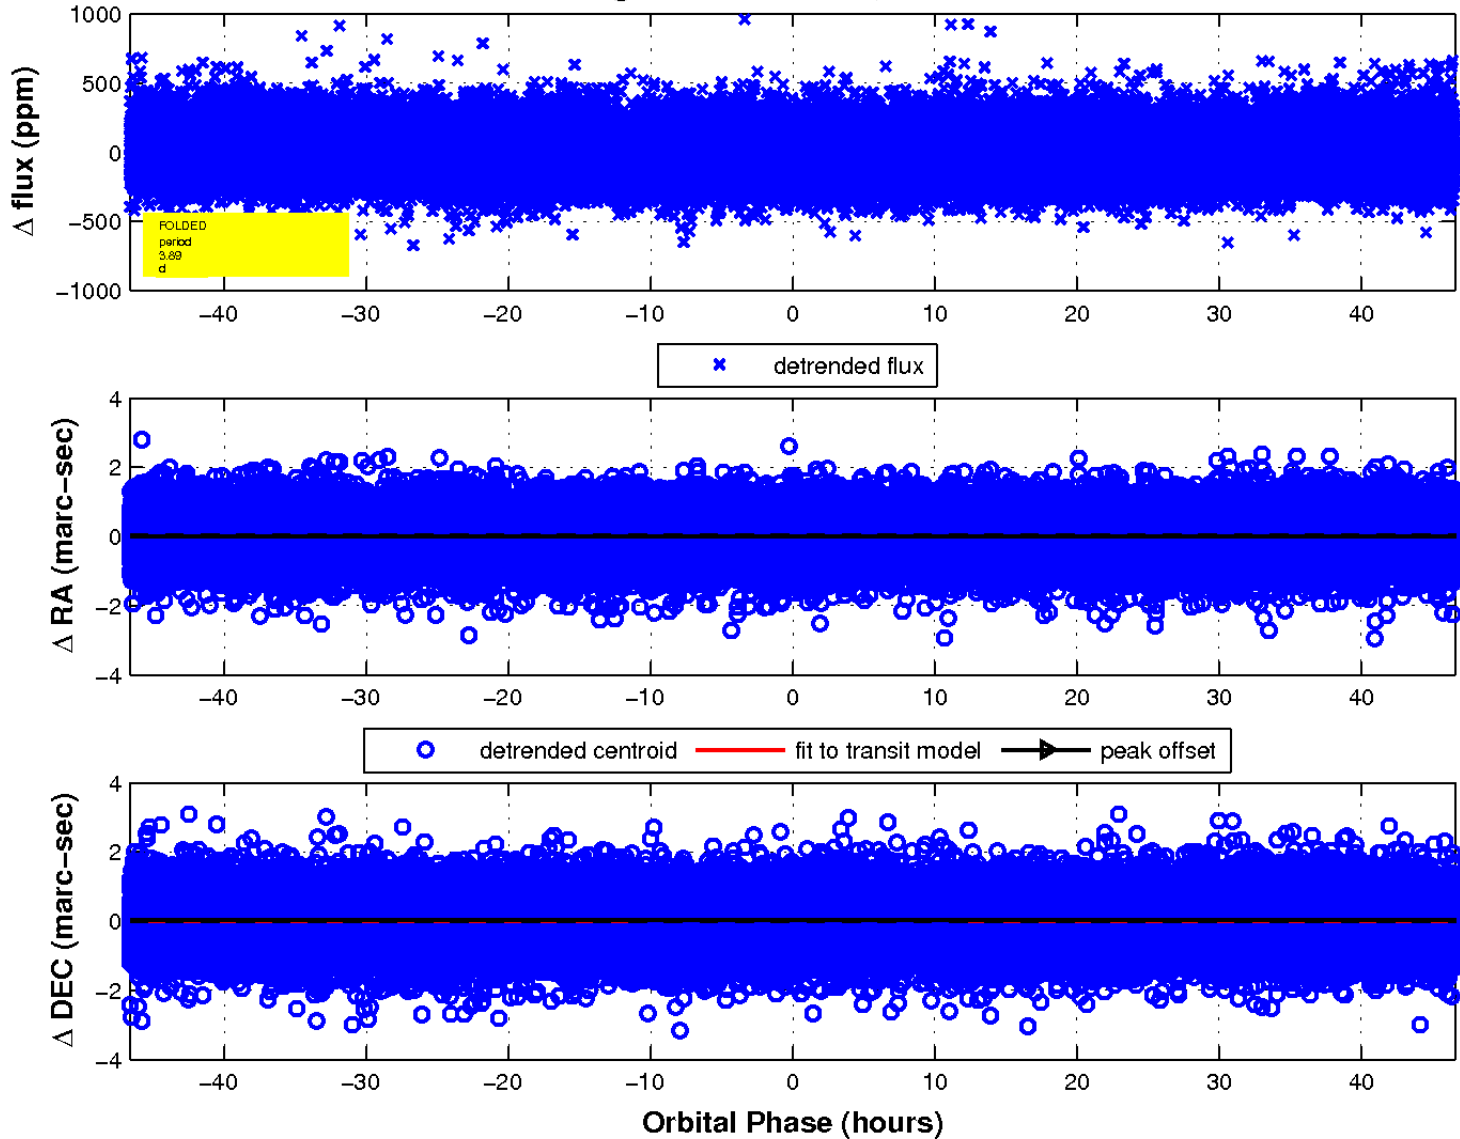 1000
500
0
−500
−1000
Δ flux (ppm)
FOLDED
period
3.89
d
−40 −30 −20 −10 0 10 20 30 40
detrended flux
4
2
0
−2
−4
Δ RA (marc−sec)
−40 −30 −20 −10 0 10 20 30 40
detrended centroid fit to transit model peak offset
4
2
0
−2
−4
Δ DEC (marc−sec)
−40 −30 −20 −10 0 10 20 30 40
Orbital Phase (hours)